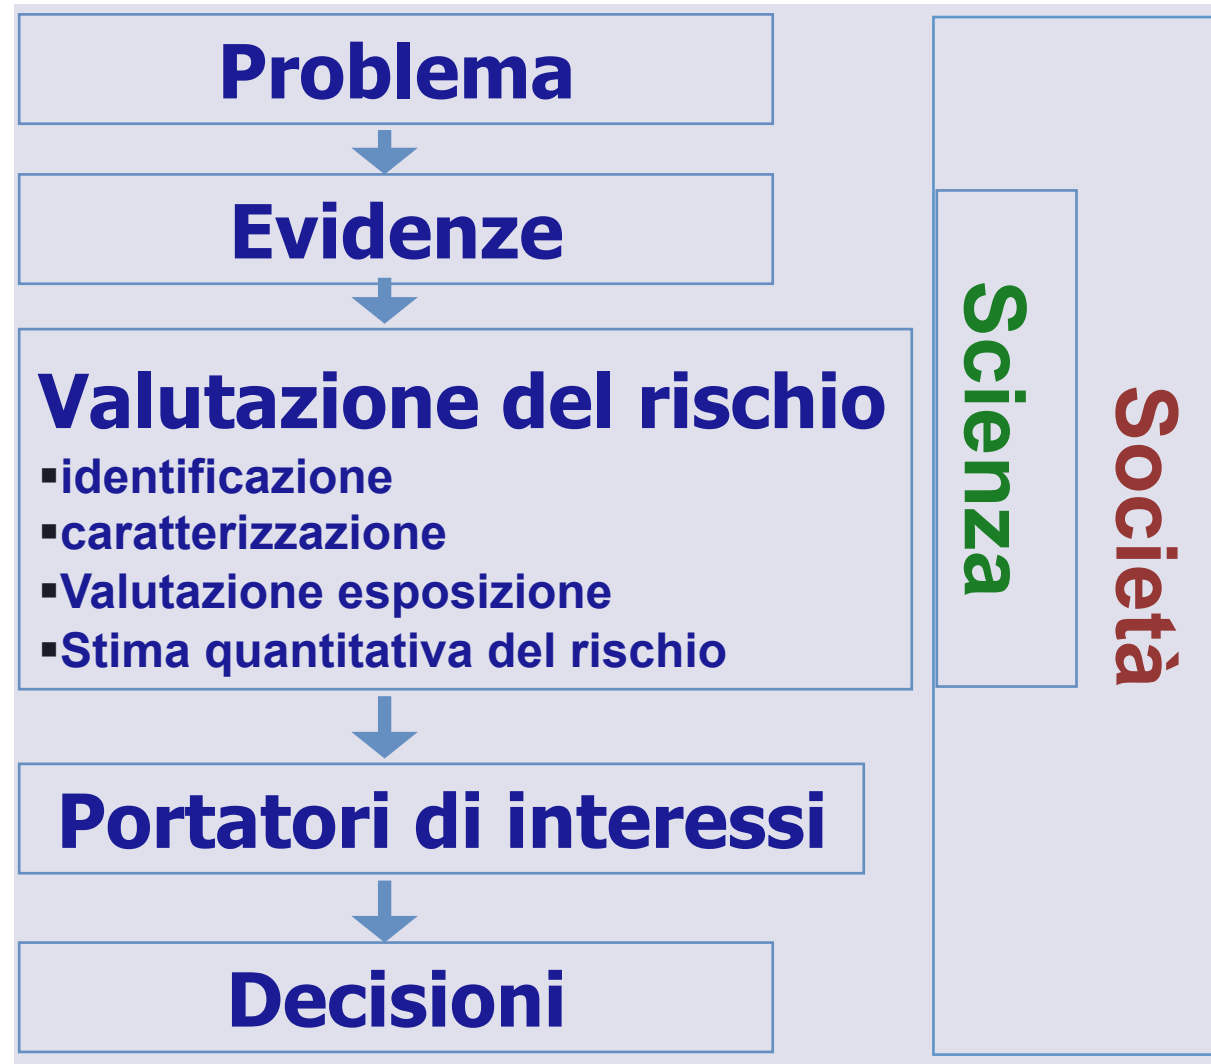 Problema
Evidenze
Valutazione del rischio
▪identificazione
▪caratterizzazione
▪Valutazione esposizione
▪Stima quantitativa del rischio
Portatori di interessi
Decisioni
Scienza
Società